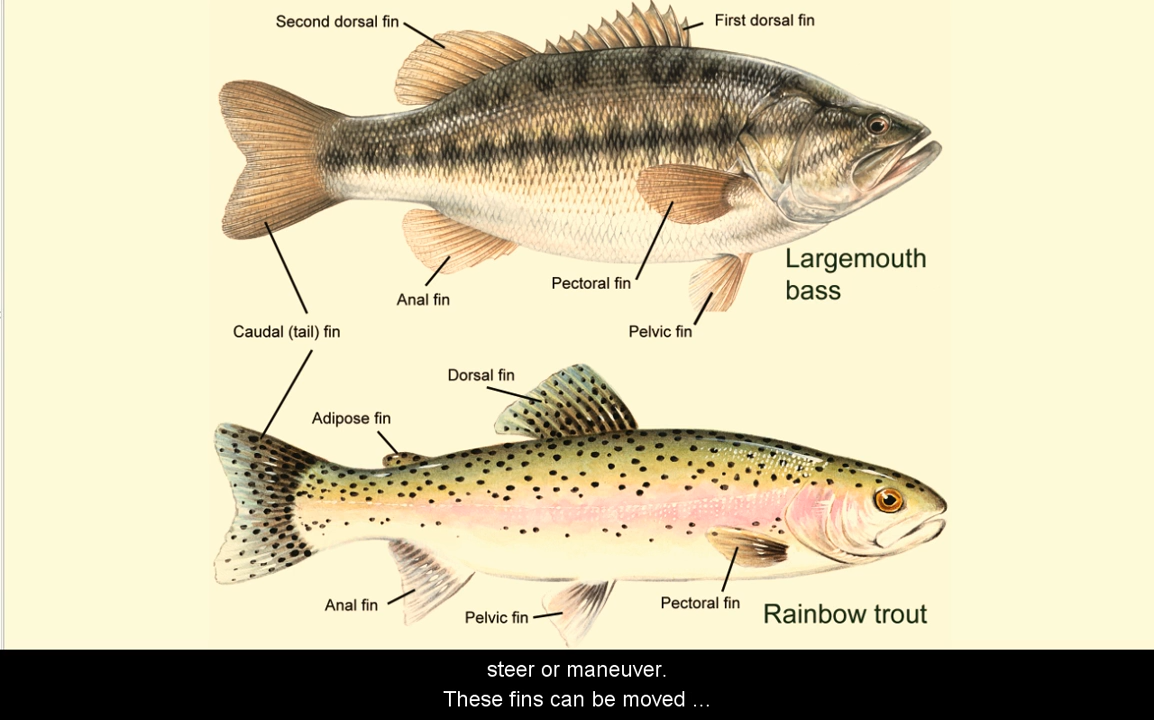 Second dorsal fin
First dorsal fin
Pectoral fin
Anal fin
Pelvic fin
Largemouth
bass
Caudal (tail) fin
Dorsal fin
Adipose fin
Anal fin
Pelvic fin
Pectoral fin
Rainbow trout
steer or maneuver.
These fins can be moved ...